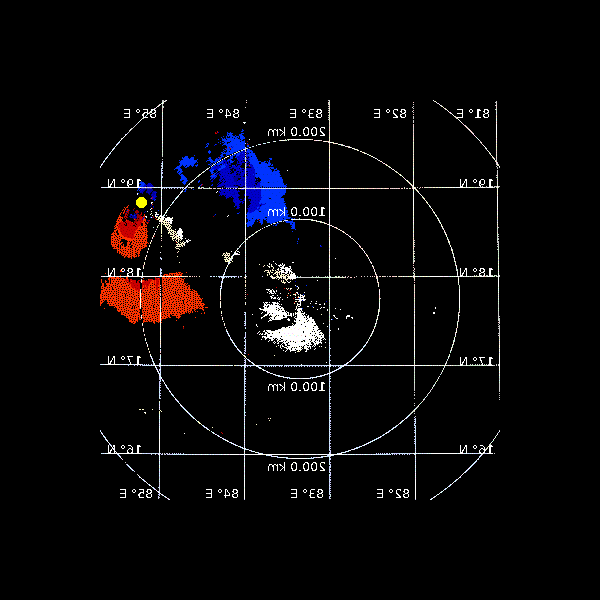 85° E 84° E 83° E 82° E 81° E
200.0 km
19° N 19° N
100.0 km
18° N 18° N
17° N 17° N
100.0 km
16° N 16° N
200.0 km
85° E 84° E 83° E 82° E